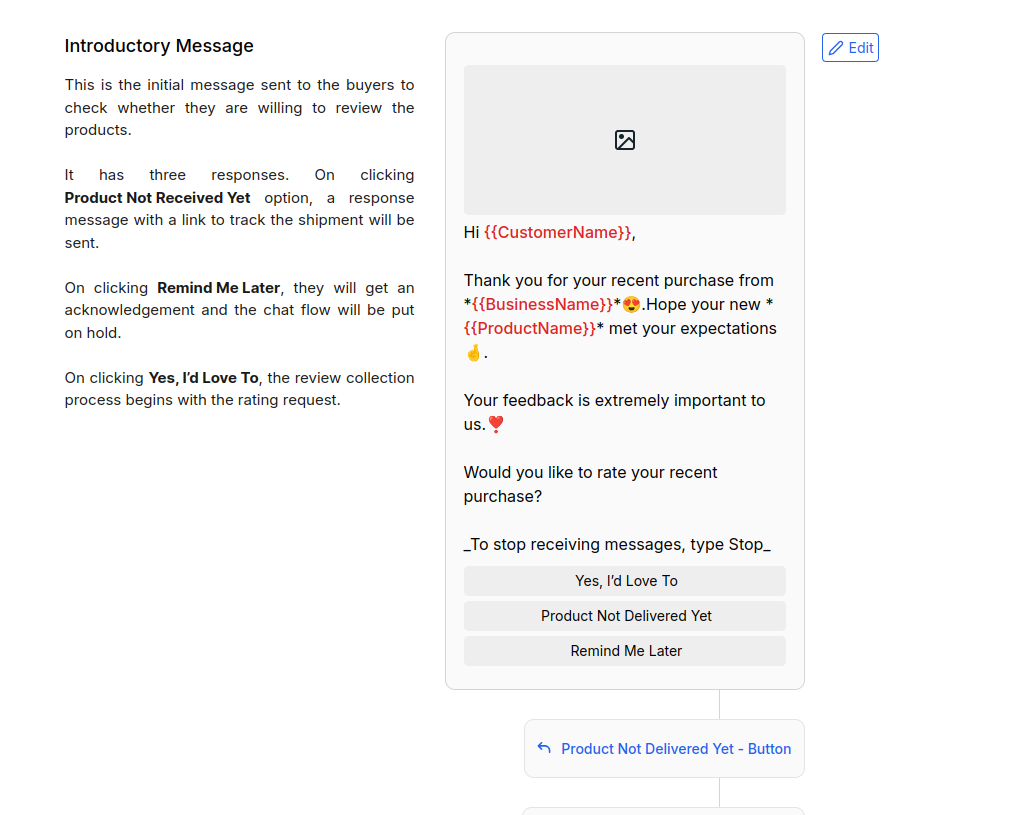 Introductory Message
This is the initial message sent to the buyers to
check whether they are willing to review the
products.
It has three responses. On clicking
Product Not Received Yet option, a response
message with a link to track the shipment will be
sent.
On clicking Remind Me Later, they will get an
acknowledgement and the chat flow will be put
on hold.
On clicking Yes, I’d Love To, the review collection
process begins with the rating request.
Edit
Hi {{CustomerName}},
Thank you for your recent purchase from
*{{BusinessName}}*😍.Hope your new *
{{ProductName}}* met your expectations
🤞.
Your feedback is extremely important to
us.❣️
Would you like to rate your recent
purchase?
_To stop receiving messages, type Stop_
Yes, I’d Love To
Product Not Delivered Yet
Remind Me Later
Product Not Delivered Yet - Button